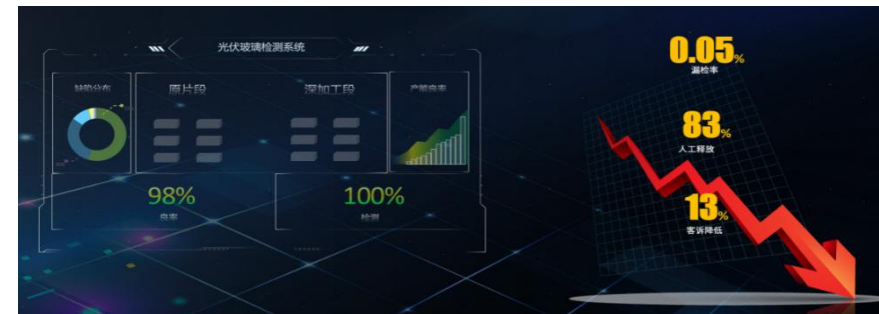 光伏玻璃检测系统
缺陷分布
原片段
深加工段
产能良率
98%
良率
100%
检测
0.05%
漏检率
83%
人工释放
13%
客诉降低